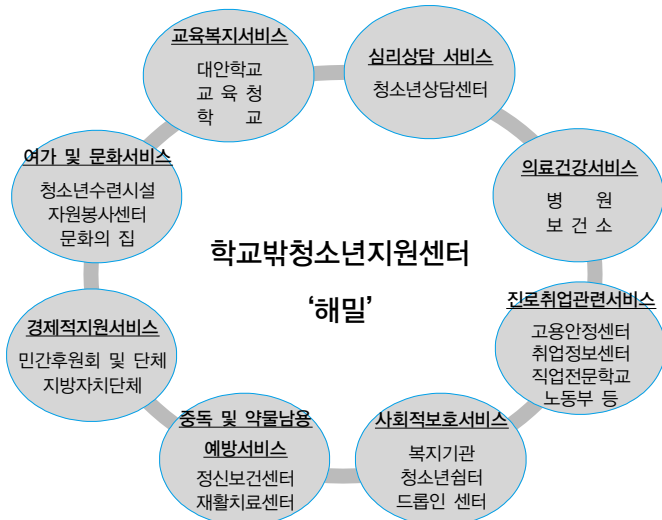 교육복지서비스
대안학교
교 육 청
학 교
심리상담 서비스
청소년상담센터
여가 및 문화서비스
청소년수련시설
자원봉사센터
문화의 집
의료건강서비스
병 원
보 건 소
학교밖청소년지원센터
‘해밀’
경제적지원서비스
민간후원회 및 단체
지방자치단체
진로취업관련서비스
고용안정센터
취업정보센터
직업전문학교
노동부 등
중독 및 약물남용
예방서비스
정신보건센터
재활치료센터
사회적보호서비스
복지기관
청소년쉼터
드롭인 센터